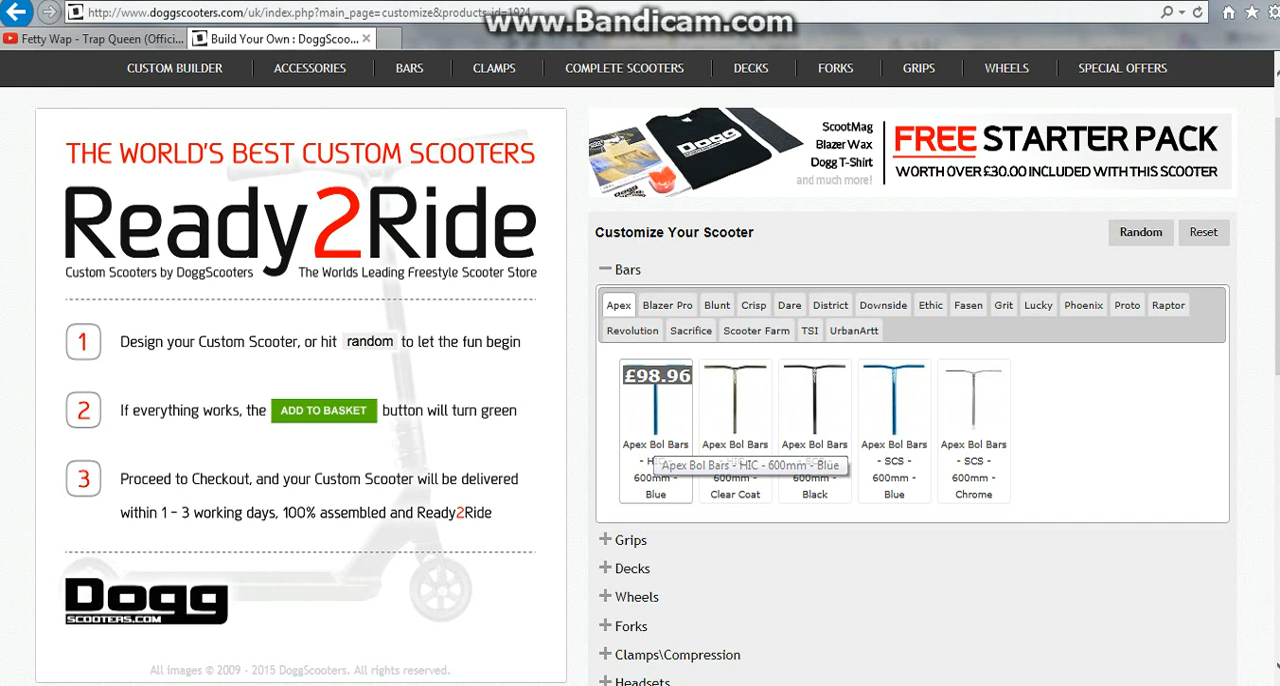 http://www.doggscooters.com/uk/index.php?main_page=customize&products_id=1924
www.Bandicam.com
Fetty Wap - Trap Queen (Offici...
Build Your Own : DoggScoo...
CUSTOM BUILDER ACCESSORIES BARS CLAMPS COMPLETE SCOOTERS DECKS FORKS GRIPS WHEELS SPECIAL OFFERS
THE WORLD'S BEST CUSTOM SCOOTERS
Ready2Ride
Custom Scooters by DoggScooters The Worlds Leading Freestyle Scooter Store
1 Design your Custom Scooter, or hit random to let the fun begin
2 If everything works, the ADD TO BASKET button will turn green
3 Proceed to Checkout, and your Custom Scooter will be delivered
within 1 - 3 working days, 100% assembled and Ready2Ride
Dogg
SCOOTERS.COM
All images © 2009 - 2015 DoggScooters. All rights reserved.
Dogg
ScootMag
Blazer Wax
Dogg T-Shirt
and much more!
FREE STARTER PACK
WORTH OVER £30.00 INCLUDED WITH THIS SCOOTER
Customize Your Scooter
Random Reset
Bars
Apex Blazer Pro Blunt Crisp Dare District Downside Ethic Fasen Grit Lucky Phoenix Proto Raptor
Revolution Sacrifice Scooter Farm TSI UrbanArtt
£98.96
Apex Bol Bars
600mm -
Blue
Apex Bol Bars - HIC - 600mm - Blue
Apex Bol Bars
600mm -
Clear Coat
Apex Bol Bars
600mm -
Black
Apex Bol Bars
- SCS -
600mm -
Blue
Apex Bol Bars
- SCS -
600mm -
Chrome
Grips
Decks
Wheels
Forks
Clamps\Compression
Headsets